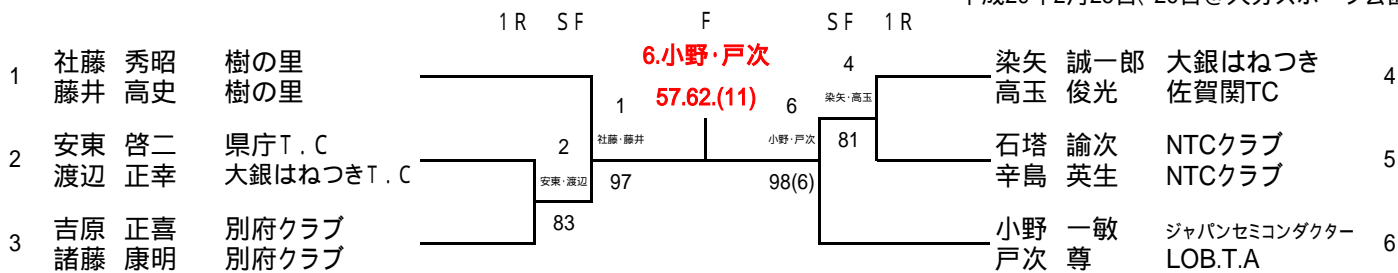 1R SF F SF 1R
1 社藤 秀昭 樹の里
藤井 高史 樹の里
2 安東 啓二 県庁T.C
渡辺 正幸 大銀はねつきT.C
3 吉原 正喜 別府クラブ
諸藤 康明 別府クラブ
2
安東・渡辺
83
1
社藤・藤井
97
6.小野・戸次
57.62.(11)
6
小野・戸次
98(6)
4
染矢・高玉
81
染矢 誠一郎 大銀はねつき 4
高玉 俊光 佐賀関TC
石塔 諭次 NTCクラブ 5
辛島 英生 NTCクラブ
小野 一敏 ジャパンセミコンダクター 6
戸次 尊 LOB.T.A